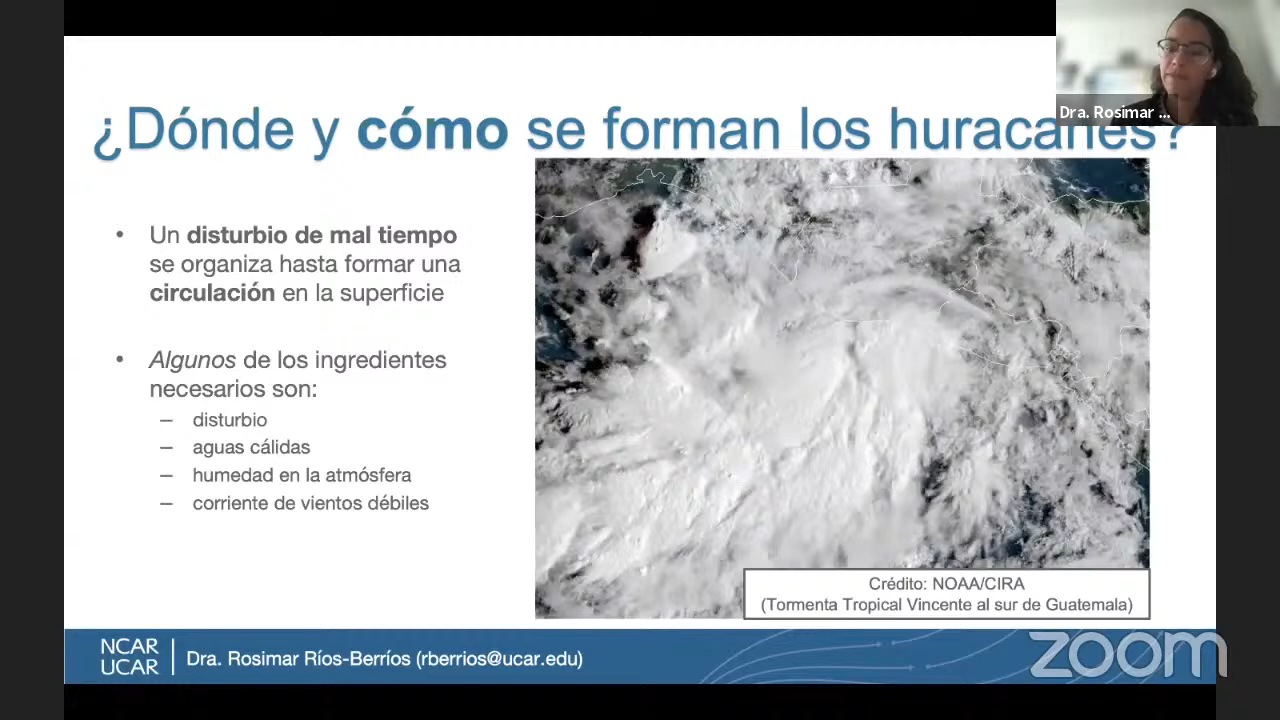 ¿Dónde y cómo se forman los huracanes?
Dra. Rosimar ...
• Un disturbio de mal tiempo
se organiza hasta formar una
circulación en la superficie
• Algunos de los ingredientes
necesarios son:
– disturbio
– aguas cálidas
– humedad en la atmósfera
– corriente de vientos débiles
Crédito: NOAA/CIRA
(Tormenta Tropical Vincente al sur de Guatemala)
NCAR
UCAR
Dra. Rosimar Ríos-Berríos (rberrios@ucar.edu)
zoom